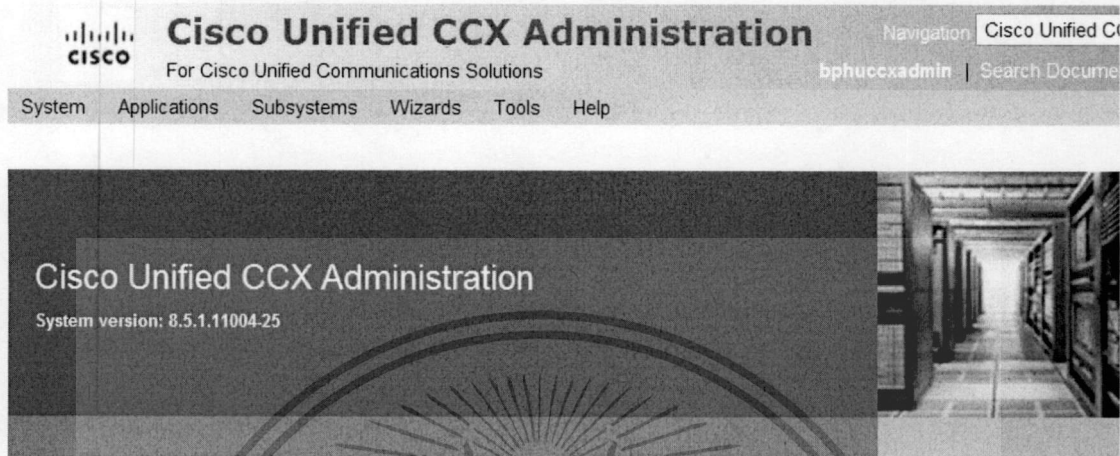 CISCO
Cisco Unified CCX Administration
For Cisco Unified Communications Solutions
Navigation Cisco Unified CC
bphuccxadmin | Search Docume
System Applications Subsystems Wizards Tools Help
Cisco Unified CCX Administration
System version: 8.5.1.11004-25